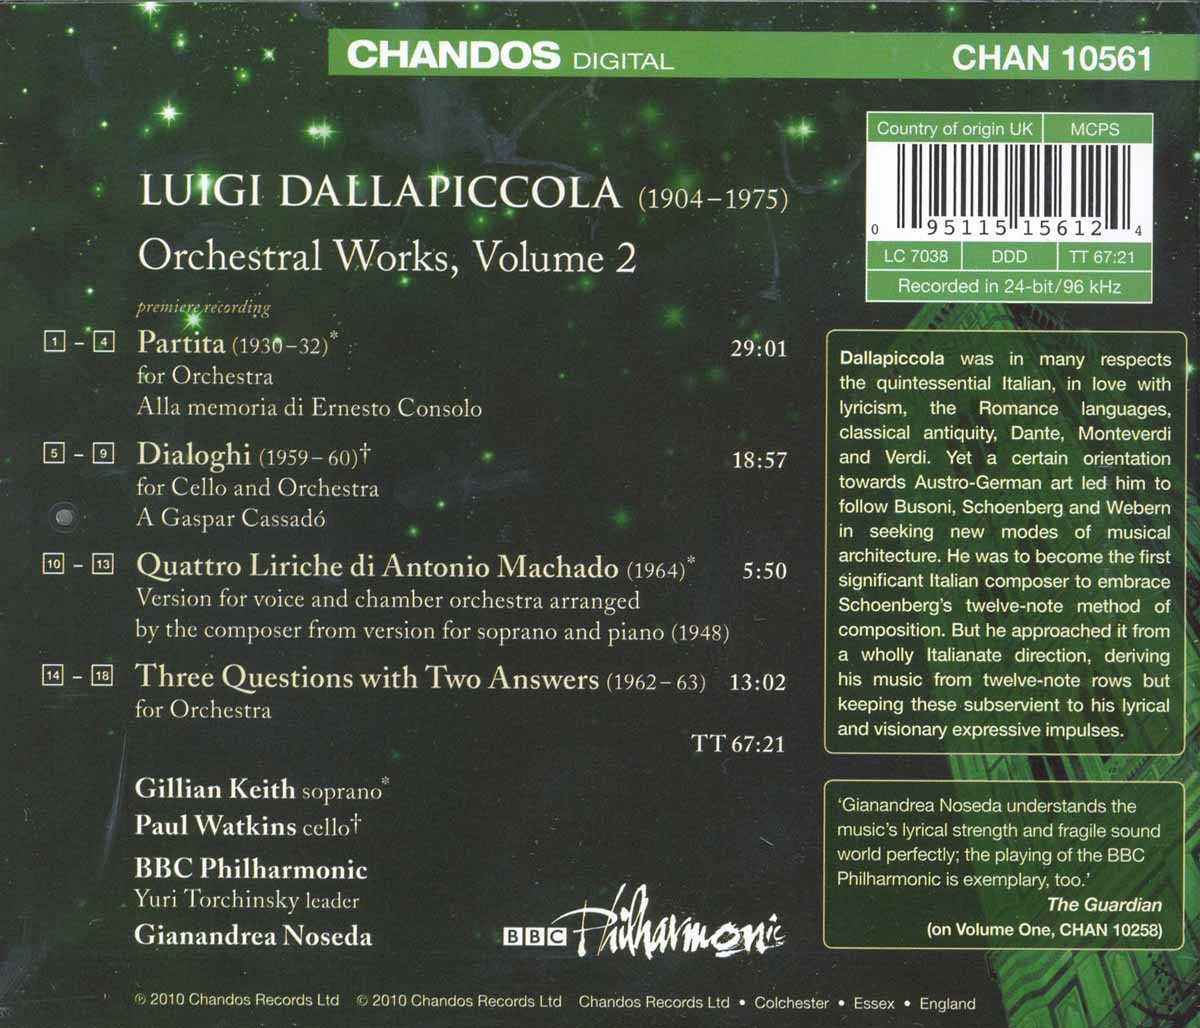 CHANDOS DIGITAL CHAN 10561
Country of origin UK MCPS
0 95115 15612 4
LC 7038 DDD TT 67:21
Recorded in 24-bit/96 kHz
LUIGI DALLAPICCOLA (1904–1975)
Orchestral Works, Volume 2
premiere recording
1 – 4 Partita (1930–32)* 29:01
for Orchestra
Alla memoria di Ernesto Consolo
5 – 9 Dialoghi (1959–60)† 18:57
for Cello and Orchestra
A Gaspar Cassadó
10 – 13 Quattro Liriche di Antonio Machado (1964)* 5:50
Version for voice and chamber orchestra arranged
by the composer from version for soprano and piano (1948)
14 – 18 Three Questions with Two Answers (1962–63) 13:02
for Orchestra
TT 67:21
Gillian Keith soprano*
Paul Watkins cello†
BBC Philharmonic
Yuri Torchinsky leader
Gianandrea Noseda
BBC Philharmonic
Dallapiccola was in many respects
the quintessential Italian, in love with
lyricism, the Romance languages,
classical antiquity, Dante, Monteverdi
and Verdi. Yet a certain orientation
towards Austro-German art led him to
follow Busoni, Schoenberg and Webern
in seeking new modes of musical
architecture. He was to become the first
significant Italian composer to embrace
Schoenberg's twelve-note method of
composition. But he approached it from
a wholly Italianate direction, deriving
his music from twelve-note rows but
keeping these subservient to his lyrical
and visionary expressive impulses.
'Gianandrea Noseda understands the
music's lyrical strength and fragile sound
world perfectly; the playing of the BBC
Philharmonic is exemplary, too.'
The Guardian
(on Volume One, CHAN 10258)
℗ 2010 Chandos Records Ltd © 2010 Chandos Records Ltd Chandos Records Ltd • Colchester • Essex • England